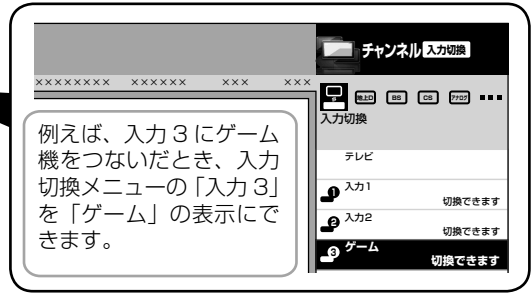 チャンネル 入力切換
×××××××× ×××××× ××× ×××
S 地上D BS CS アナログ
入力切換
例えば、入力3にゲーム
機をつないだとき、入力
切換メニューの「入力3」
を「ゲーム」の表示にで
きます。
テレビ
1 入力1
切換できます
2 入力2
切換できます
3 ゲーム
切換できます